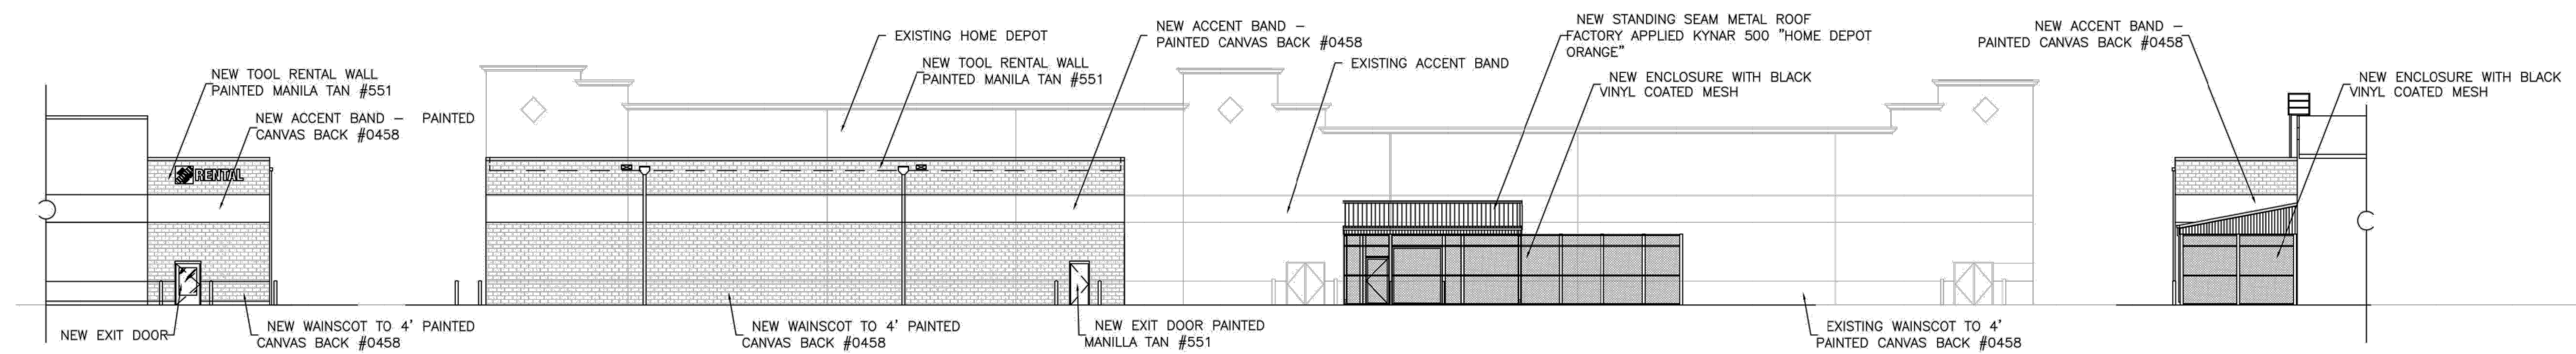 NEW TOOL RENTAL WALL
PAINTED MANILA TAN #551
NEW ACCENT BAND – PAINTED
CANVAS BACK #0458
RENTAL
NEW EXIT DOOR
NEW WAINSCOT TO 4' PAINTED
CANVAS BACK #0458
EXISTING HOME DEPOT
NEW TOOL RENTAL WALL
PAINTED MANILA TAN #551
NEW ACCENT BAND –
PAINTED CANVAS BACK #0458
NEW WAINSCOT TO 4' PAINTED
CANVAS BACK #0458
NEW EXIT DOOR PAINTED
MANILLA TAN #551
EXISTING ACCENT BAND
NEW STANDING SEAM METAL ROOF
FACTORY APPLIED KYNAR 500 "HOME DEPOT
ORANGE"
NEW ENCLOSURE WITH BLACK
VINYL COATED MESH
EXISTING WAINSCOT TO 4'
PAINTED CANVAS BACK #0458
NEW ACCENT BAND –
PAINTED CANVAS BACK #0458
NEW ENCLOSURE WITH BLACK
VINYL COATED MESH